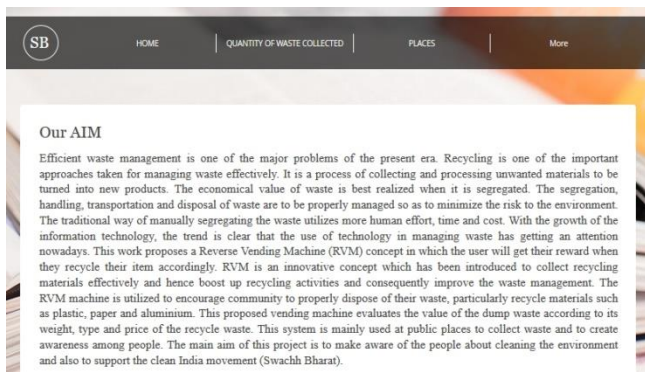 SB
HOME
QUANTITY OF WASTE COLLECTED
PLACES
More
Our AIM
Efficient waste management is one of the major problems of the present era. Recycling is one of the important
approaches taken for managing waste effectively. It is a process of collecting and processing unwanted materials to be
turned into new products. The economical value of waste is best realized when it is segregated. The segregation,
handling, transportation and disposal of waste are to be properly managed so as to minimize the risk to the environment.
The traditional way of manually segregating the waste utilizes more human effort, time and cost. With the growth of the
information technology, the trend is clear that the use of technology in managing waste has getting an attention
nowadays. This work proposes a Reverse Vending Machine (RVM) concept in which the user will get their reward when
they recycle their item accordingly. RVM is an innovative concept which has been introduced to collect recycling
materials effectively and hence boost up recycling activities and consequently improve the waste management. The
RVM machine is utilized to encourage community to properly dispose of their waste, particularly recycle materials such
as plastic, paper and aluminium. This proposed vending machine evaluates the value of the dump waste according to its
weight, type and price of the recycle waste. This system is mainly used at public places to collect waste and to create
awareness among people. The main aim of this project is to make aware of the people about cleaning the environment
and also to support the clean India movement (Swachh Bharat).